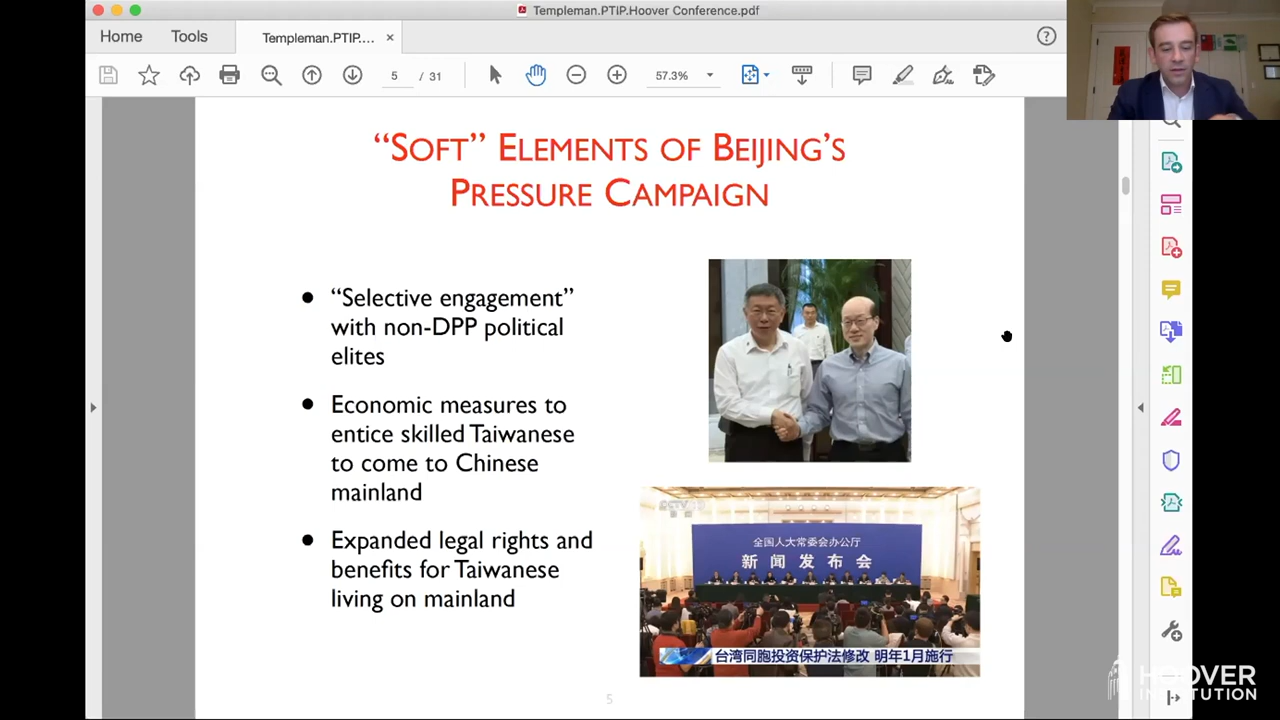 Templeman.PTIP.Hoover Conference.pdf
Home
Tools
Templeman.PTIP....
5
/ 31
57.3%
“SOFT” ELEMENTS OF BEIJING’S
PRESSURE CAMPAIGN
“Selective engagement”
with non-DPP political
elites
Economic measures to
entice skilled Taiwanese
to come to Chinese
mainland
Expanded legal rights and
benefits for Taiwanese
living on mainland
全国人大常委会办公厅
新闻发布会
台湾同胞投资保护法修改 明年1月施行
5
HOOVER
INSTITUTION